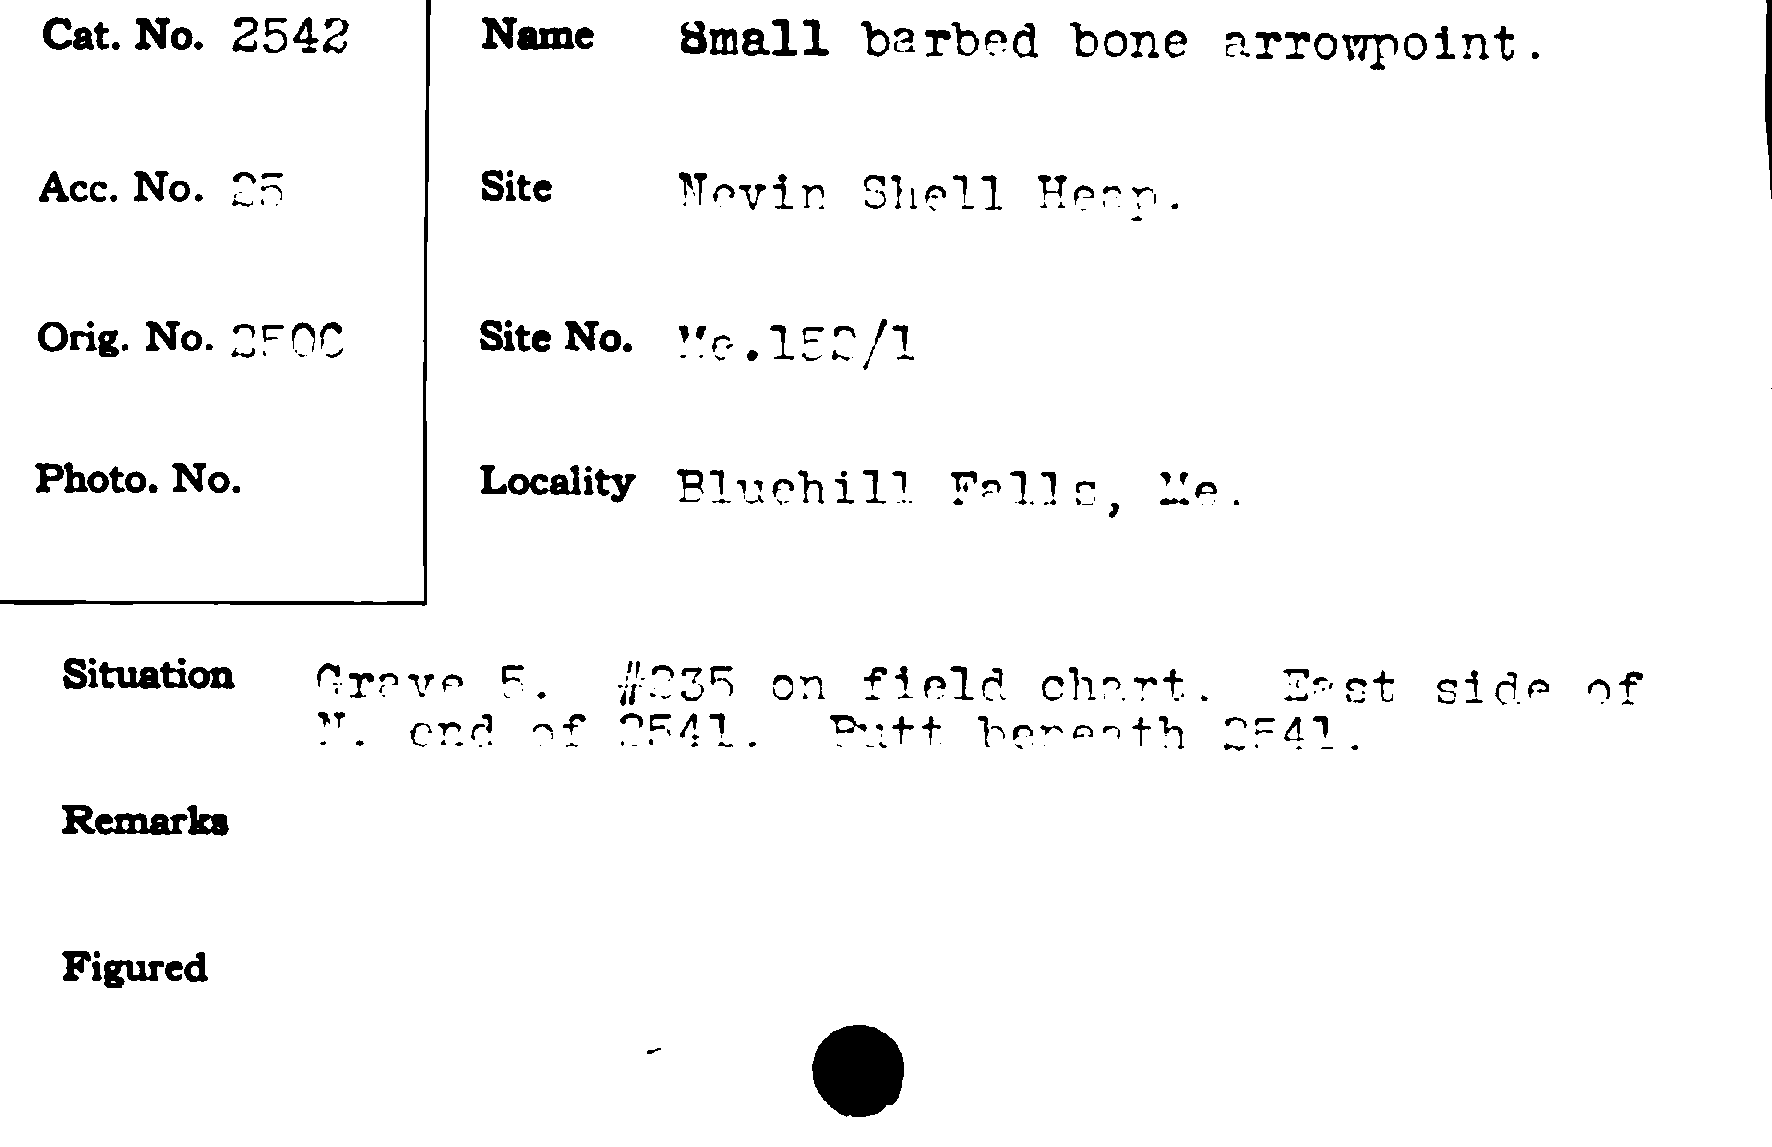 Cat. No. 2542
Name Small barbed bone arrowpoint.
Acc. No. 25
Site Nevin Shell Heap.
Orig. No.
Site No. Me.152/1
Photo. No.
Locality Bluehill Falls, Me.
Situation Grave 5. #235 on field chart. East side of
N. end of 2541. Butt beneath 2541.
Remarks
Figured